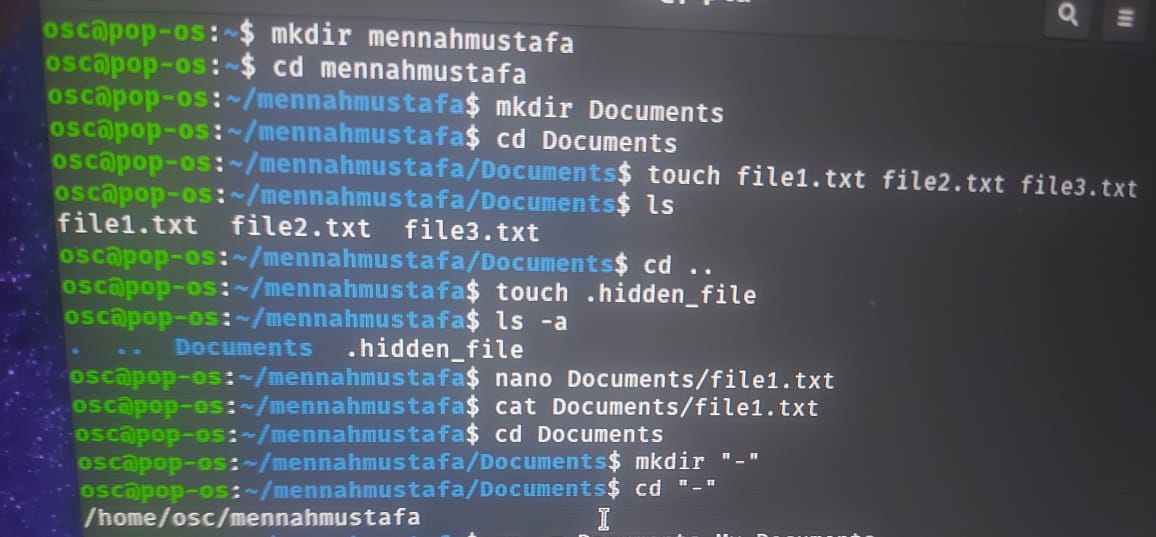 osc@pop-os:~$ mkdir mennahmustafa
osc@pop-os:~$ cd mennahmustafa
osc@pop-os:~/mennahmustafa$ mkdir Documents
osc@pop-os:~/mennahmustafa$ cd Documents
osc@pop-os:~/mennahmustafa/Documents$ touch file1.txt file2.txt file3.txt
osc@pop-os:~/mennahmustafa/Documents$ ls
file1.txt  file2.txt  file3.txt
osc@pop-os:~/mennahmustafa/Documents$ cd ..
osc@pop-os:~/mennahmustafa$ touch .hidden_file
osc@pop-os:~/mennahmustafa$ ls -a
.  ..  Documents  .hidden_file
osc@pop-os:~/mennahmustafa$ nano Documents/file1.txt
osc@pop-os:~/mennahmustafa$ cat Documents/file1.txt
osc@pop-os:~/mennahmustafa$ cd Documents
osc@pop-os:~/mennahmustafa/Documents$ mkdir "-"
osc@pop-os:~/mennahmustafa/Documents$ cd "-"
/home/osc/mennahmustafa